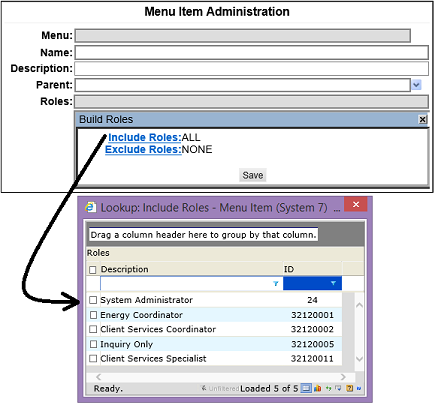 Menu Item Administration
Menu:
Name:
Description:
Parent:
Roles:
Build Roles
Include Roles:ALL
Exclude Roles:NONE
Save
Lookup: Include Roles - Menu Item (System 7)
Drag a column header here to group by that column.
Roles
Description ID
System Administrator 24
Energy Coordinator 32120001
Client Services Coordinator 32120002
Inquiry Only 32120005
Client Services Specialist 32120011
Ready. Unfiltered Loaded 5 of 5